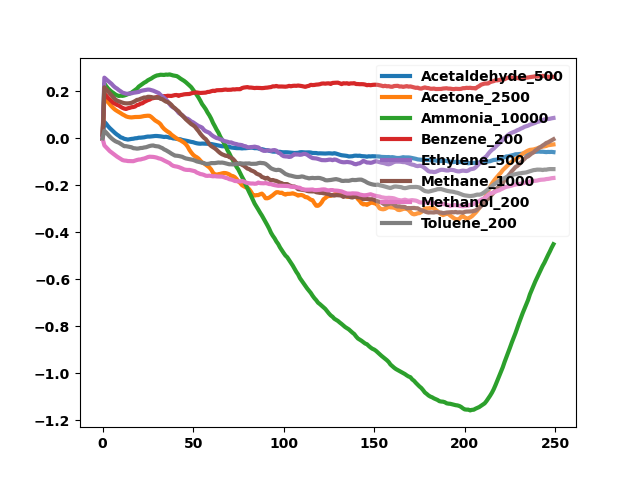 0.2
0.0
−0.2
−0.4
−0.6
−0.8
−1.0
−1.2
0 50 100 150 200 250
Acetaldehyde_500
Acetone_2500
Ammonia_10000
Benzene_200
Ethylene_500
Methane_1000
Methanol_200
Toluene_200